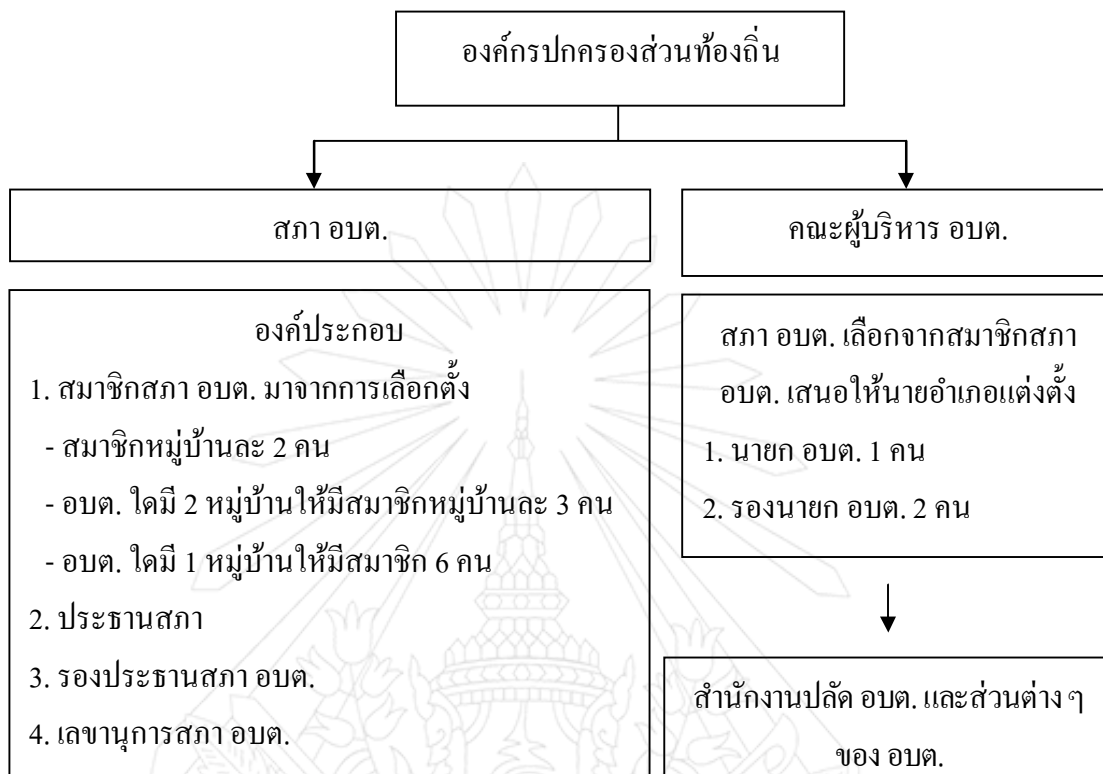 องค์กรปกครองส่วนท้องถิ่น
สภา อบต.
คณะผู้บริหาร อบต.
องค์ประกอบ
1. สมาชิกสภา อบต. มาจากการเลือกตั้ง
- สมาชิกหมู่บ้านละ 2 คน
- อบต. ใดมี 2 หมู่บ้านให้มีสมาชิกหมู่บ้านละ 3 คน
- อบต. ใดมี 1 หมู่บ้านให้มีสมาชิก 6 คน
2. ประธานสภา
3. รองประธานสภา อบต.
4. เลขานุการสภา อบต.
สภา อบต. เลือกจากสมาชิกสภา
อบต. เสนอให้นายอำเภอแต่งตั้ง
1. นายก อบต. 1 คน
2. รองนายก อบต. 2 คน
สำนักงานปลัด อบต. และส่วนต่าง ๆ
ของ อบต.